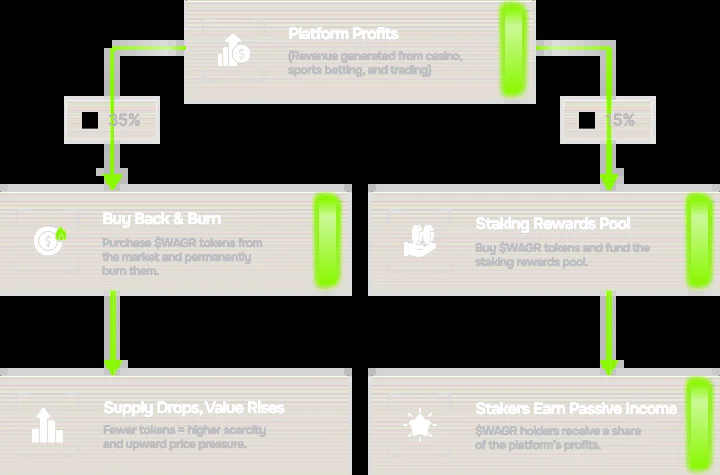 Platform Profits
(Revenue generated from casino,
sports betting, and trading)
35%
15%
Buy Back & Burn
Purchase $WAGR tokens from
the market and permanently
burn them.
Staking Rewards Pool
Buy $WAGR tokens and fund the
staking rewards pool.
Supply Drops, Value Rises
Fewer tokens = higher scarcity
and upward price pressure.
Stakers Earn Passive Income
$WAGR holders receive a share
of the platform's profits.